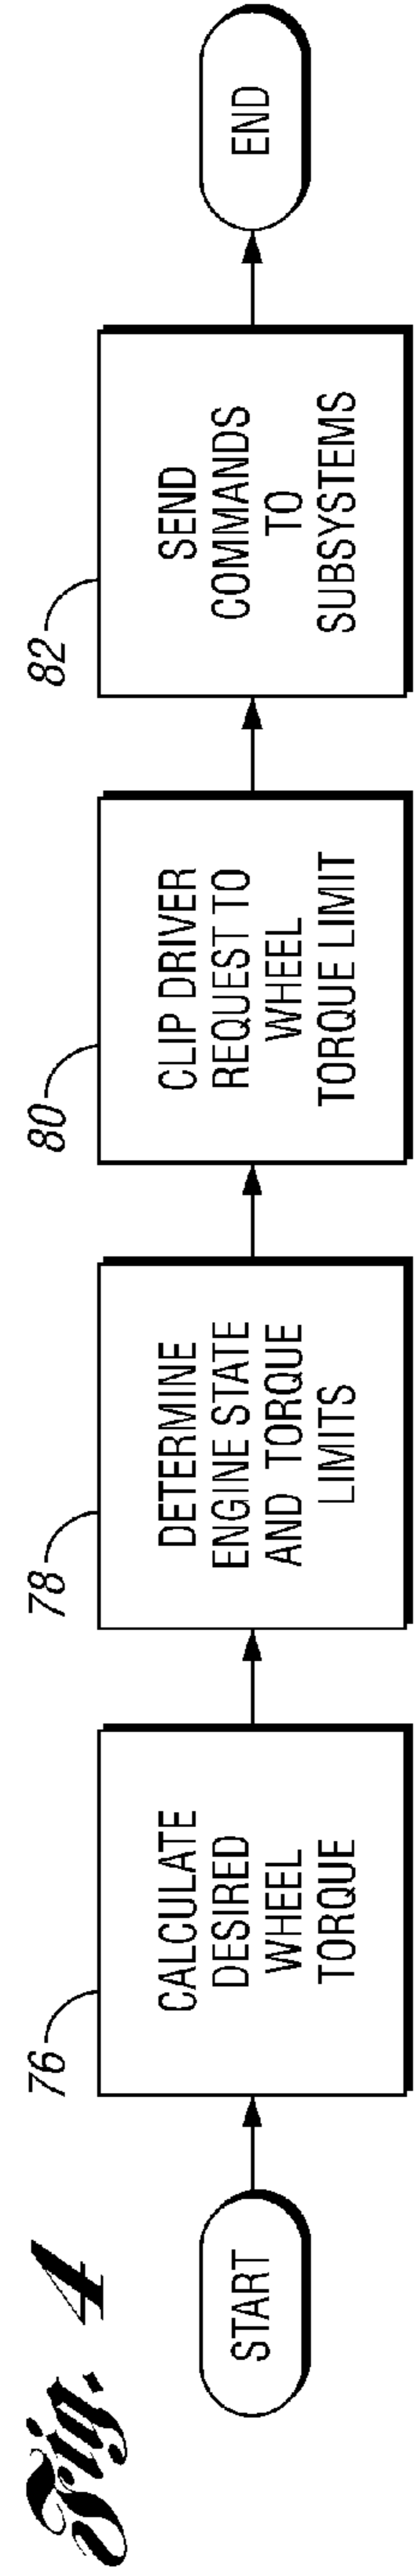 Fig. 4
START
76
CALCULATE
DESIRED
WHEEL
TORQUE
78
DETERMINE
ENGINE STATE
AND TORQUE
LIMITS
80
CLIP DRIVER
REQUEST TO
WHEEL
TORQUE LIMIT
82
SEND
COMMANDS
TO
SUBSYSTEMS
END